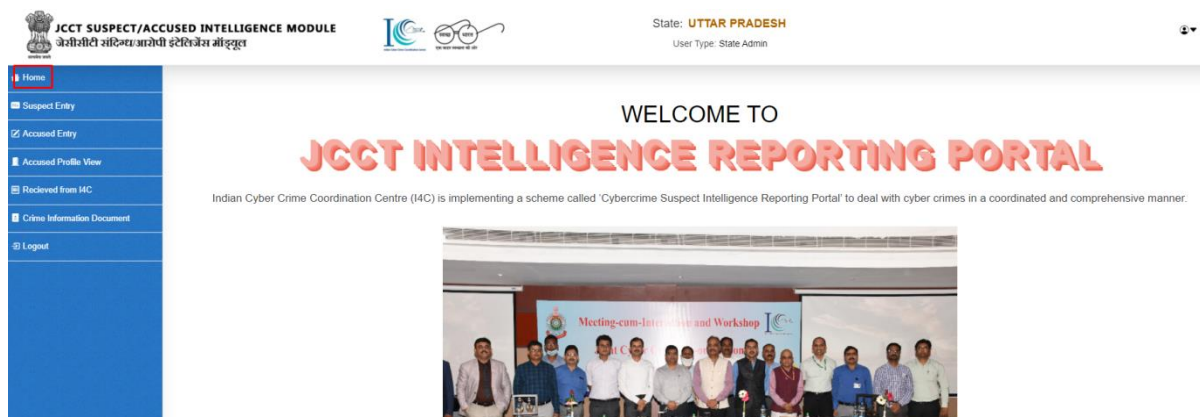 JCCT SUSPECT/ACCUSED INTELLIGENCE MODULE
जेसीसीटी संदिग्ध/आरोपी इंटेलिजेंस मॉड्यूल
State: UTTAR PRADESH
User Type: State Admin
Home
Suspect Entry
Accused Entry
Accused Profile View
Recieved from I4C
Crime Information Document
Logout
WELCOME TO
JCCT INTELLIGENCE REPORTING PORTAL
Indian Cyber Crime Coordination Centre (I4C) is implementing a scheme called 'Cybercrime Suspect Intelligence Reporting Portal' to deal with cyber crimes in a coordinated and comprehensive manner.
Meeting-cum-Inter and Workshop